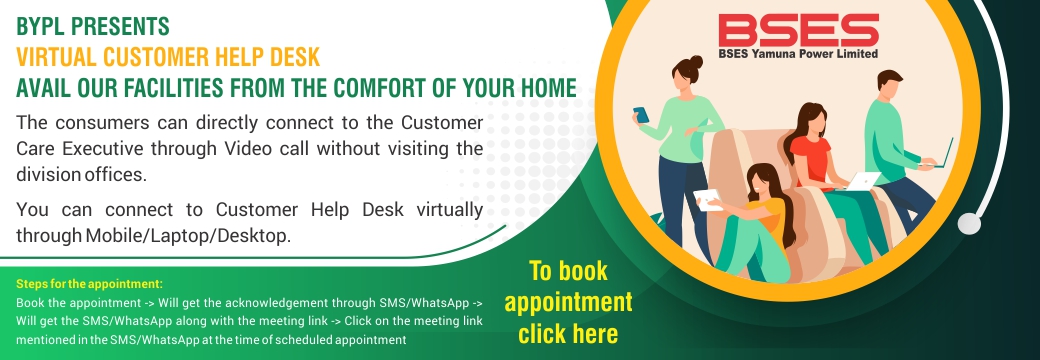 BYPL PRESENTS
VIRTUAL CUSTOMER HELP DESK
AVAIL OUR FACILITIES FROM THE COMFORT OF YOUR HOME
The consumers can directly connect to the Customer
Care Executive through Video call without visiting the
division offices.
You can connect to Customer Help Desk virtually
through Mobile/Laptop/Desktop.
Steps for the appointment:
Book the appointment -> Will get the acknowledgement through SMS/WhatsApp ->
Will get the SMS/WhatsApp along with the meeting link -> Click on the meeting link
mentioned in the SMS/WhatsApp at the time of scheduled appointment
To book
appointment
click here
BSES
BSES Yamuna Power Limited